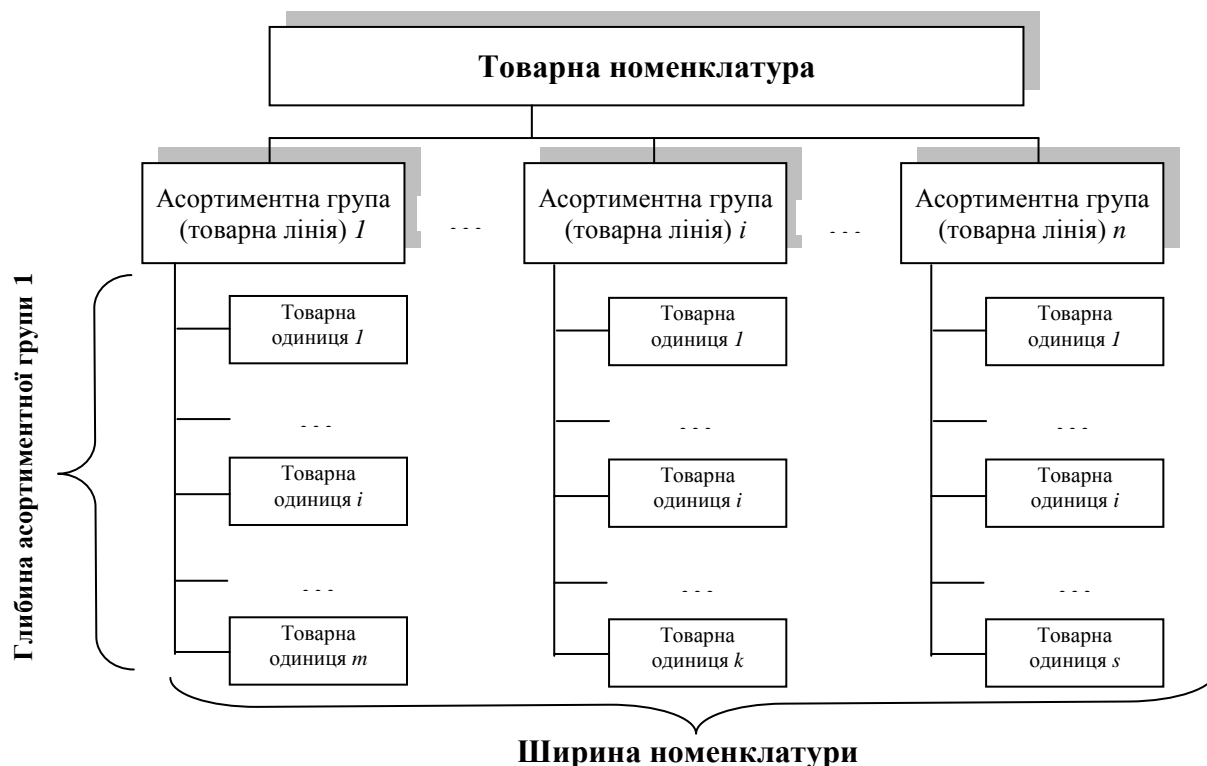 Товарна номенклатура
Асортиментна група
(товарна лінія) 1
- - -
Асортиментна група
(товарна лінія) i
- - -
Асортиментна група
(товарна лінія) n
Глибина асортиментної групи 1
Товарна
одиниця 1
Товарна
одиниця 1
Товарна
одиниця 1
- - -
- - -
- - -
Товарна
одиниця i
Товарна
одиниця i
Товарна
одиниця i
- - -
- - -
- - -
Товарна
одиниця m
Товарна
одиниця k
Товарна
одиниця s
Ширина номенклатури